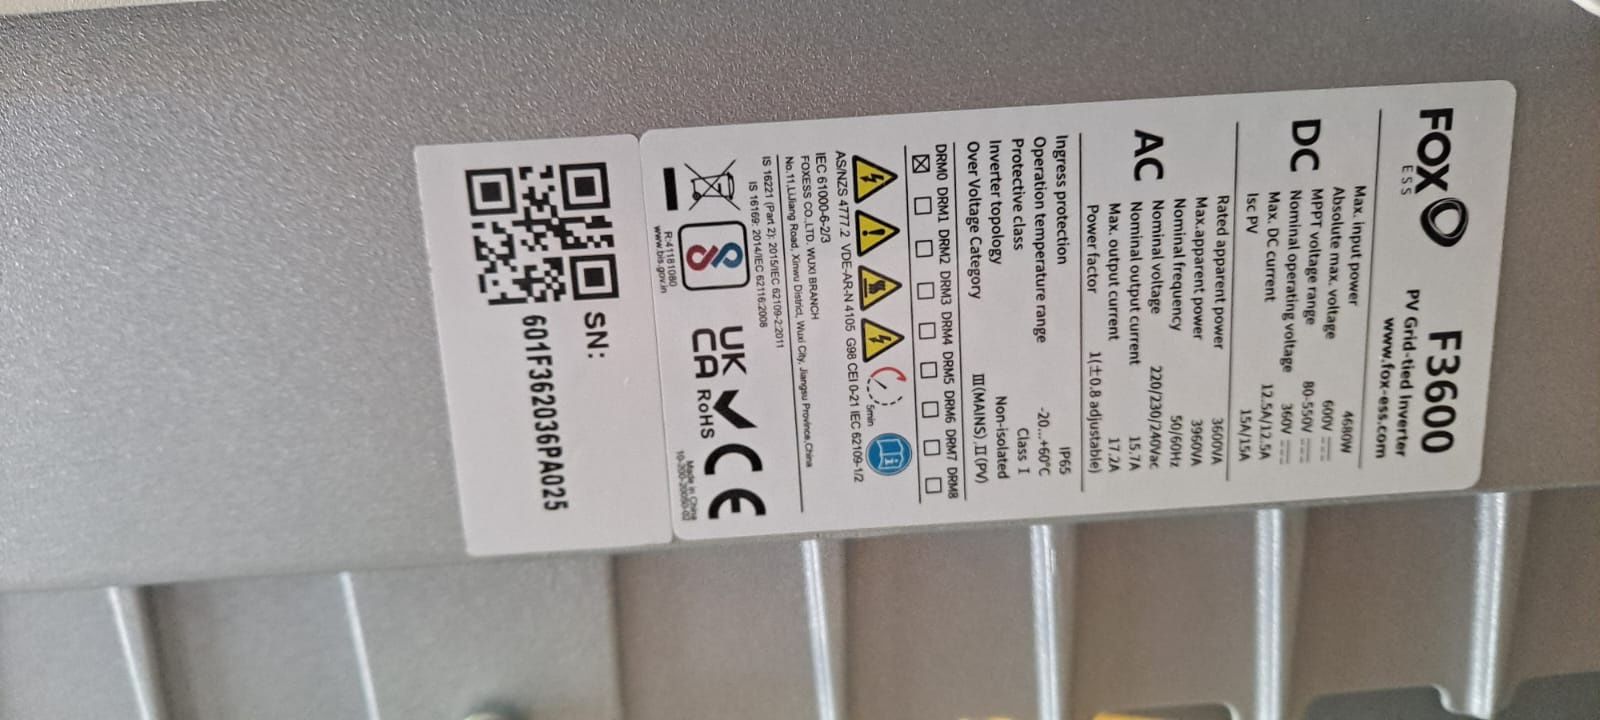 FOX
ESS
F3600
PV Grid-tied Inverter
www.fox-ess.com
DC
Max. input power 4680W
Absolute max. voltage 600V
MPPT voltage range 80-550V
Nominal operating voltage 360V
Max. DC current 12.5A/12.5A
Isc PV 15A/15A
AC
Rated apparent power 3600VA
Max.apparent power 3960VA
Nominal frequency 50/60Hz
Nominal voltage 220/230/240Vac
Nominal output current 15.7A
Max. output current 17.2A
Power factor 1(±0.8 adjustable)
Ingress protection IP65
Operation temperature range -20...+60°C
Protective class Class I
Inverter topology Non-isolated
Over Voltage Category III(MAINS),II(PV)
DRM0 DRM1 DRM2 DRM3 DRM4 DRM5 DRM6 DRM7 DRM8
5min
AS/NZS 4777.2 VDE-AR-N 4105 G98 CEI 0-21 IEC 62109-1/2
IEC 61000-6-2/3
FOXESS CO.,LTD. WUXI BRANCH
No.11,LiJiang Road, Xinwu District, Wuxi City, Jiangsu Province,China
IS 16221 (Part 2): 2015/IEC 62109-2:2011
IS 16169: 2014/IEC 62116:2008
R-41181080
www.bis.gov.in
UK
CA
RoHS
CE
Made in China
10-300-20050-02
SN:
601F362036PA025